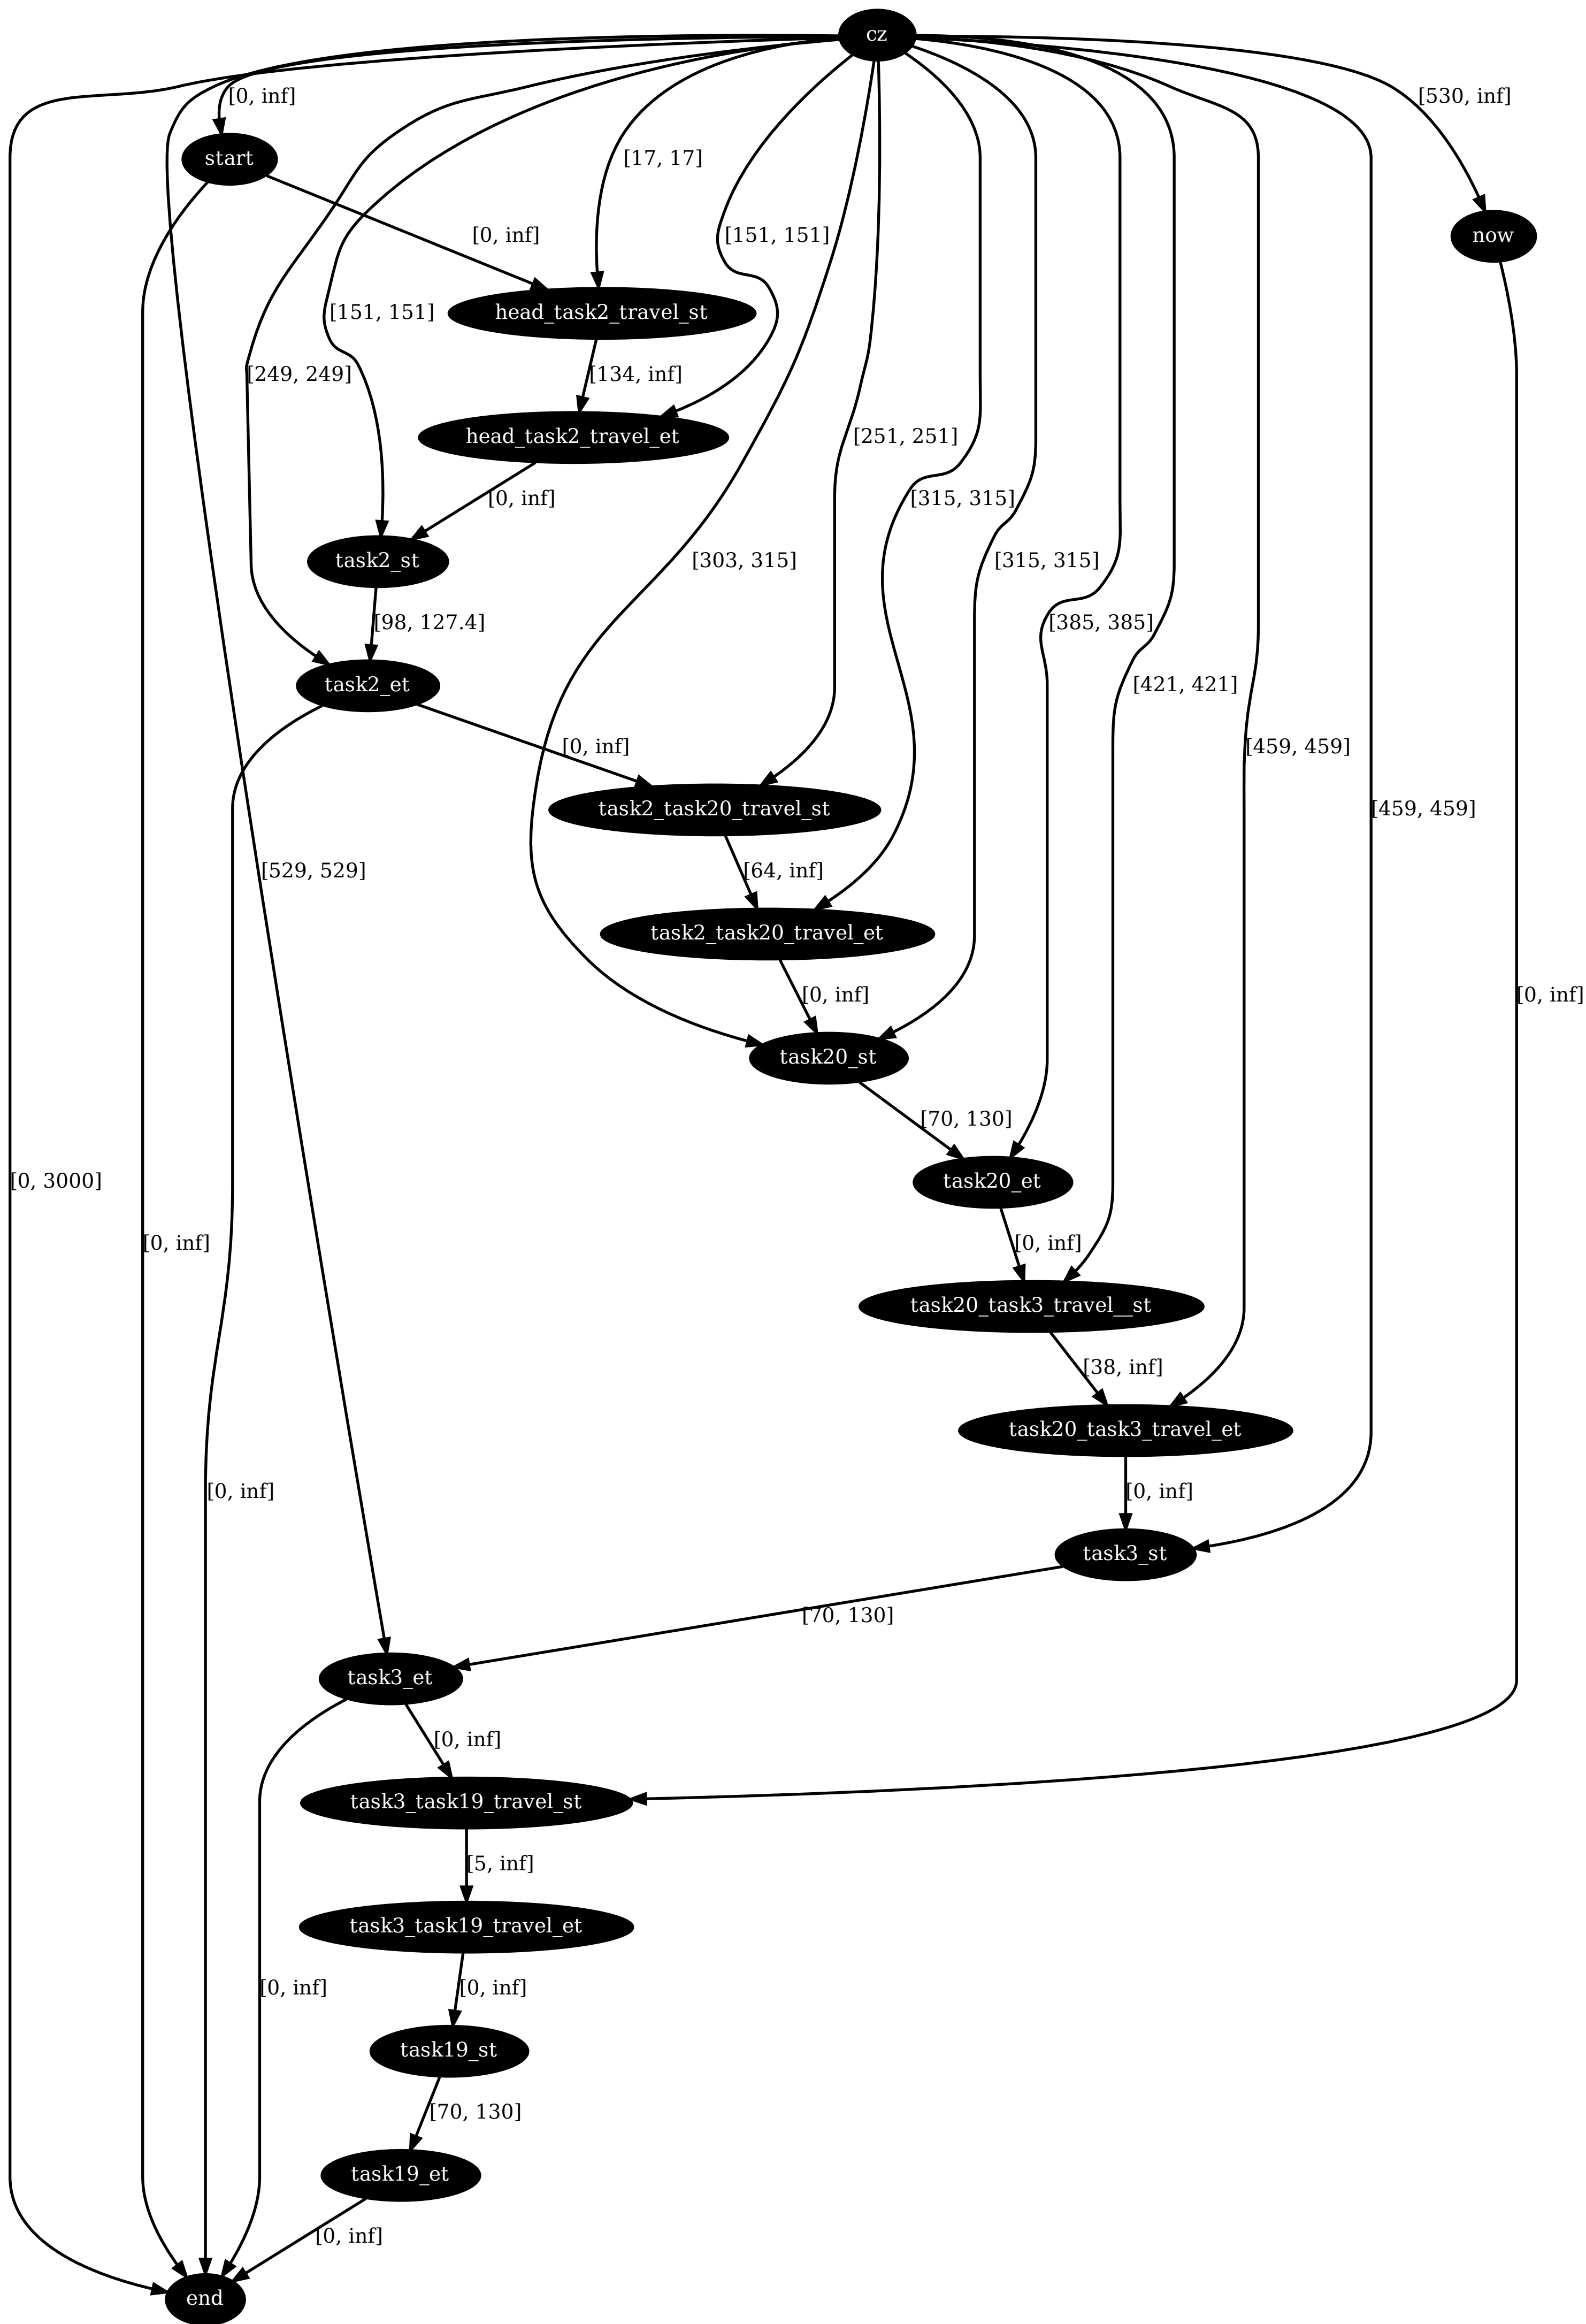 cz
[0, inf]
[530, inf]
start
[17, 17]
now
[0, inf]
[151, 151]
head_task2_travel_st
[151, 151]
[249, 249]
[134, inf]
head_task2_travel_et
[251, 251]
[0, inf]
[315, 315]
task2_st
[303, 315]
[315, 315]
[98, 127.4]
[385, 385]
task2_et
[421, 421]
[0, inf]
[459, 459]
task2_task20_travel_st
[459, 459]
[529, 529]
[64, inf]
task2_task20_travel_et
[0, inf]
[0, inf]
task20_st
[70, 130]
[0, 3000]
task20_et
[0, inf]
[0, inf]
task20_task3_travel__st
[38, inf]
task20_task3_travel_et
[0, inf]
[0, inf]
task3_st
[70, 130]
task3_et
[0, inf]
task3_task19_travel_st
[5, inf]
task3_task19_travel_et
[0, inf]
[0, inf]
task19_st
[70, 130]
task19_et
[0, inf]
end